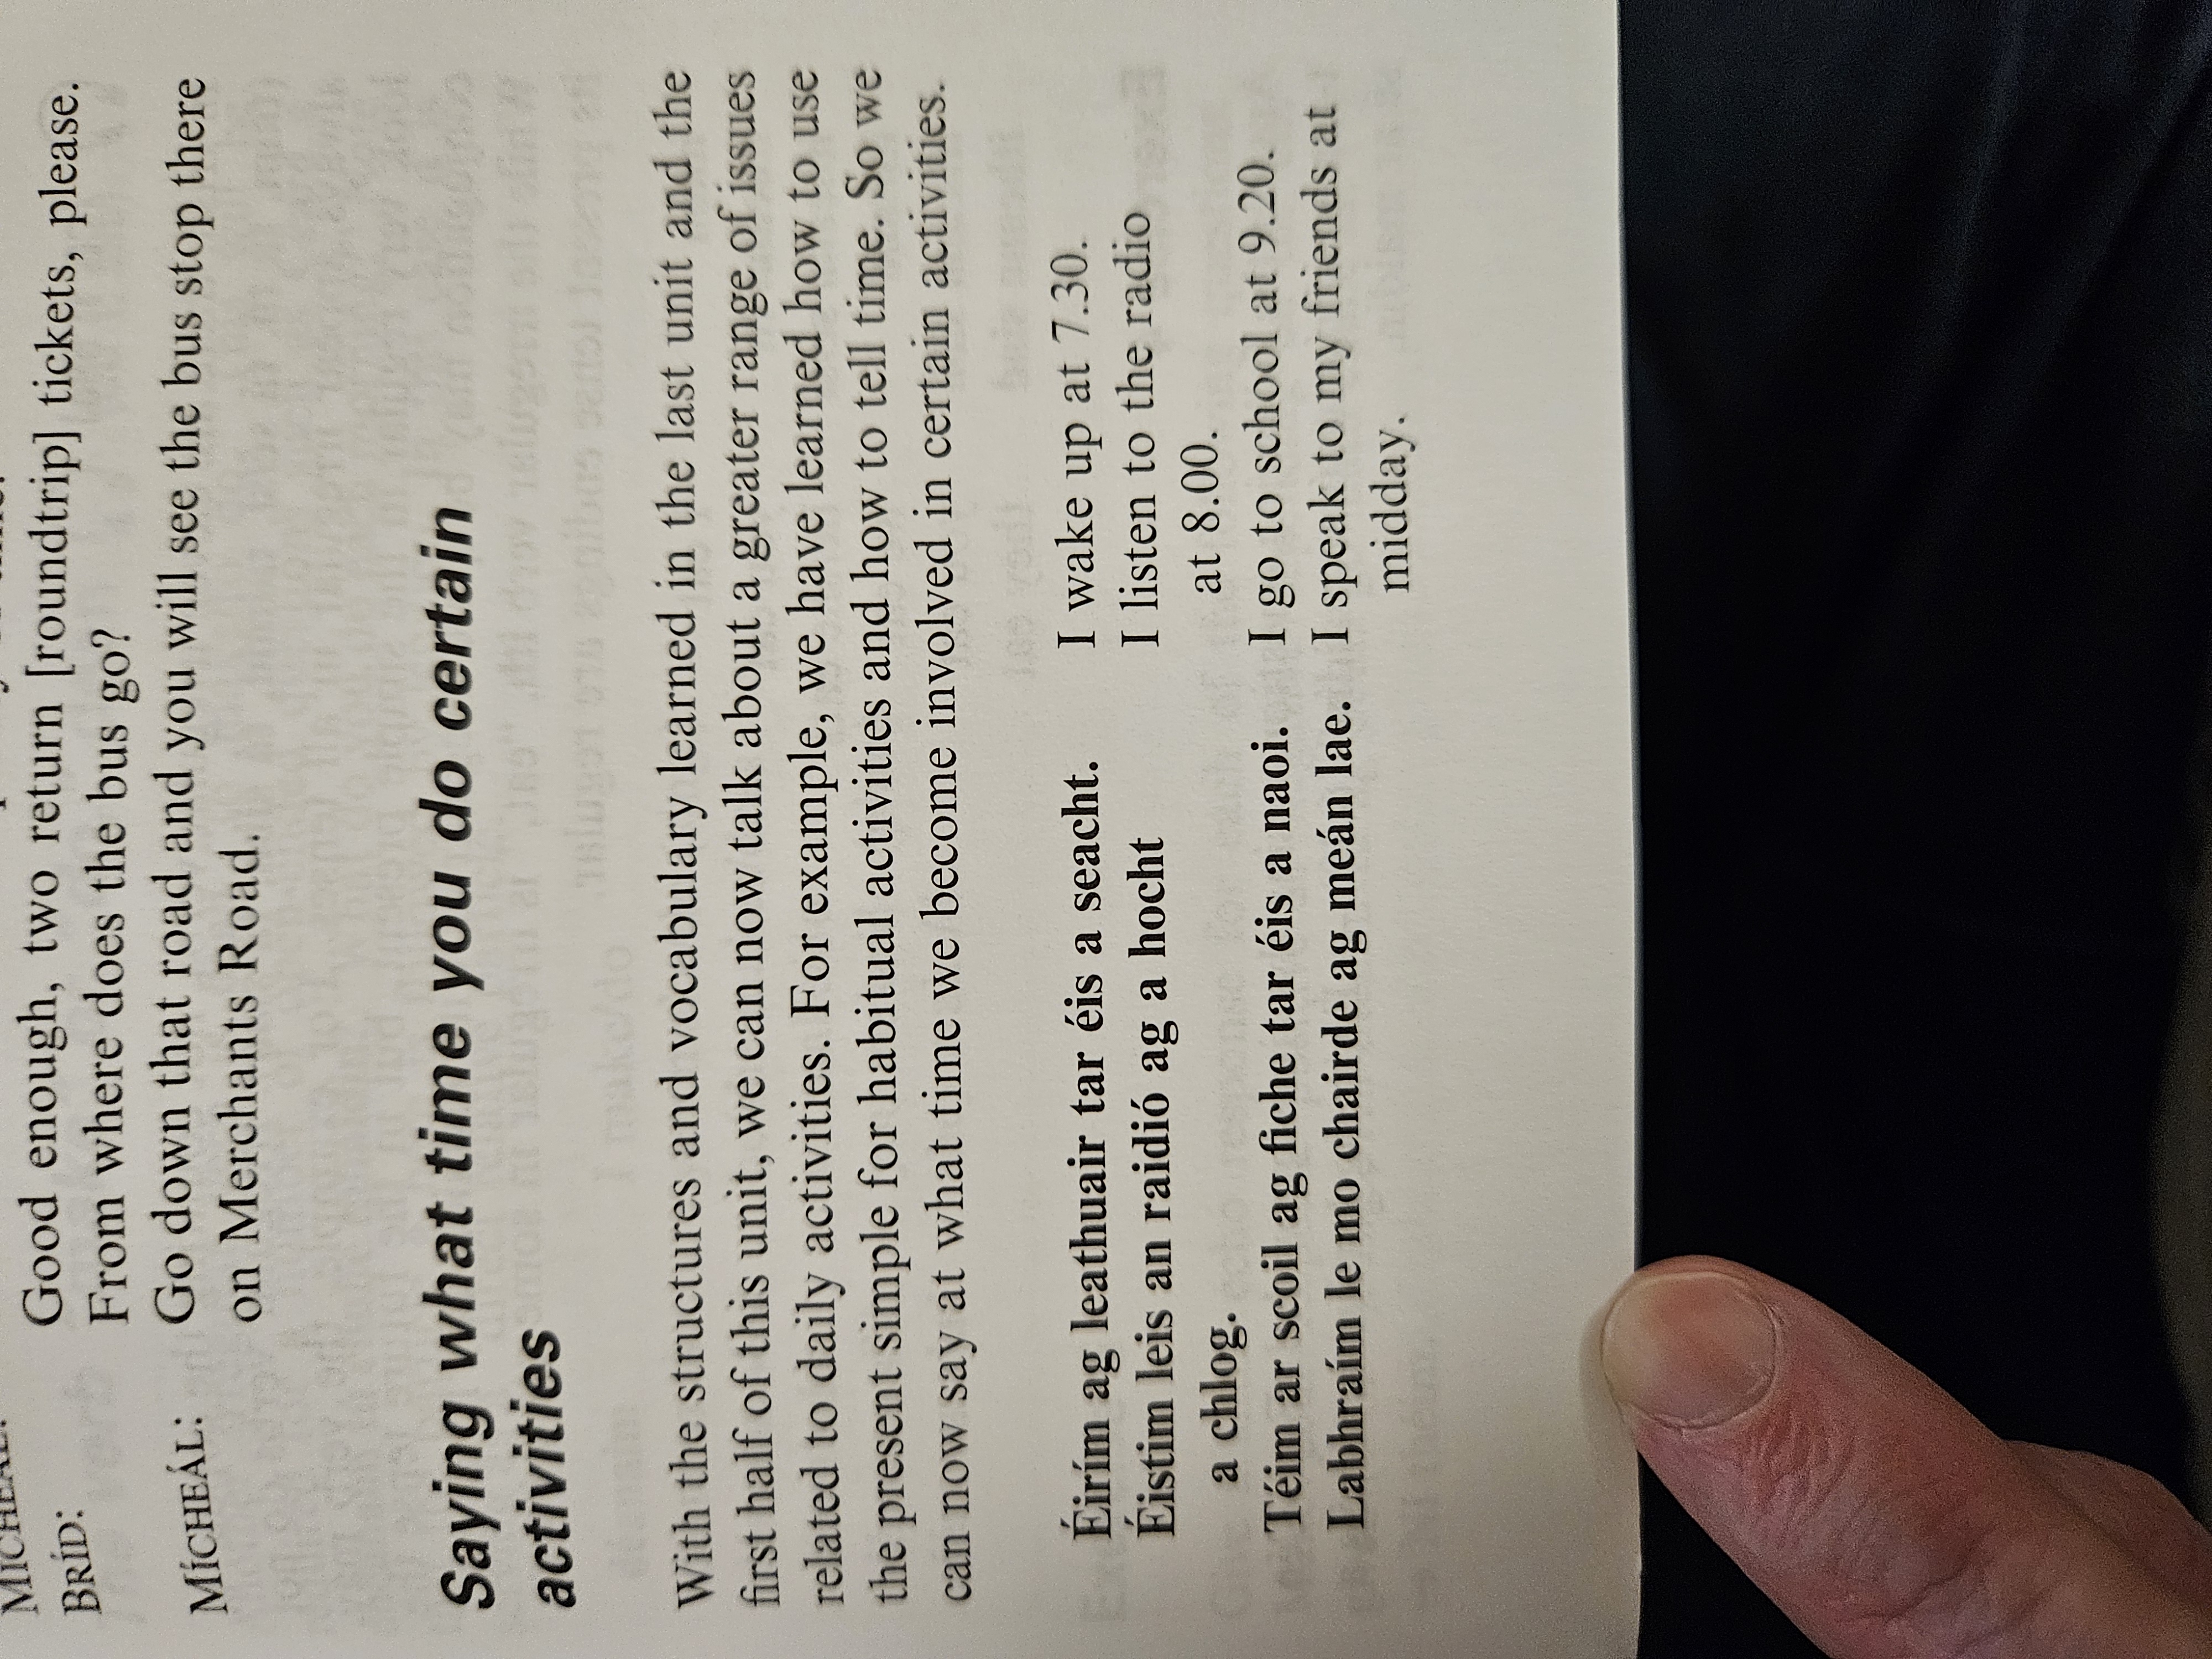 MÍCHEÁL:
BRÍD: Good enough, two return [roundtrip] tickets, please.
From where does the bus go?
MÍCHEÁL: Go down that road and you will see the bus stop there
on Merchants Road.
Saying what time you do certain
activities
With the structures and vocabulary learned in the last unit and the
first half of this unit, we can now talk about a greater range of issues
related to daily activities. For example, we have learned how to use
the present simple for habitual activities and how to tell time. So we
can now say at what time we become involved in certain activities.
Éirím ag leathuair tar éis a seacht. I wake up at 7.30.
Éistim leis an raidió ag a hocht I listen to the radio
a chlog. at 8.00.
Téim ar scoil ag fiche tar éis a naoi. I go to school at 9.20.
Labhraím le mo chairde ag meán lae. I speak to my friends at
midday.